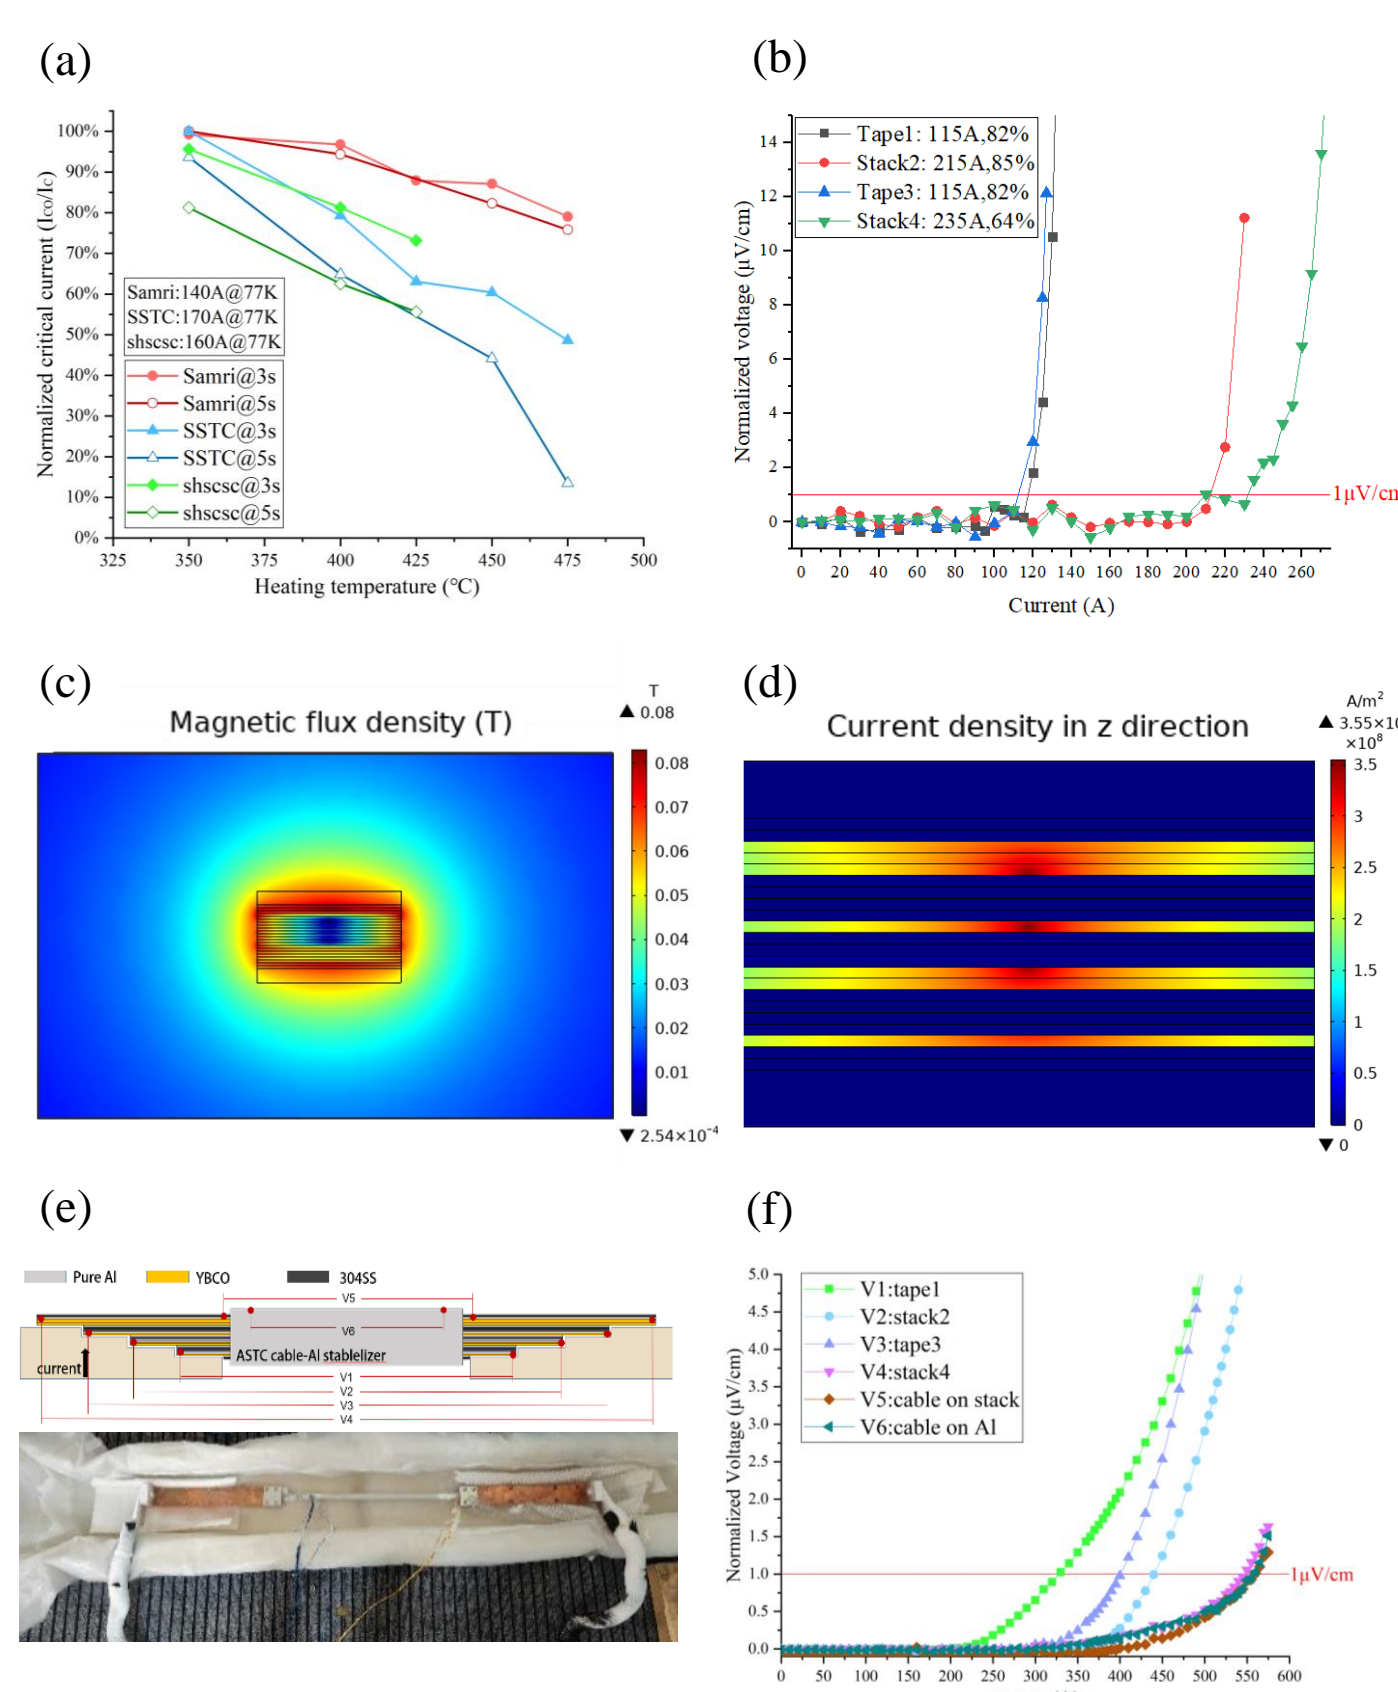 (a)
100%
90%
80%
70%
60%
50%
40%
30%
20%
10%
0%
Normalized critical current (Ico/Ic)
Samri:140A@77K
SSTC:170A@77K
shscsc:160A@77K
Samri@3s
Samri@5s
SSTC@3s
SSTC@5s
shscsc@3s
shscsc@5s
325 350 375 400 425 450 475 500
Heating temperature (℃)
(b)
14
12
10
8
6
4
2
0
Normalized voltage (μV/cm)
Tape1: 115A,82%
Stack2: 215A,85%
Tape3: 115A,82%
Stack4: 235A,64%
1μV/cm
0 20 40 60 80 100 120 140 160 180 200 220 240 260
Current (A)
(c)
Magnetic flux density (T)
T
▲ 0.08
0.08
0.07
0.06
0.05
0.04
0.03
0.02
0.01
▼ 2.54×10⁻⁴
(d)
Current density in z direction
A/m²
▲ 3.55×10
×10⁸
3.5
3
2.5
2
1.5
1
0.5
0
▼ 0
(e)
Pure Al YBCO 304SS
V5
V6
ASTC cable-Al stablelizer
current
V1
V2
V3
V4
(f)
5.0
4.5
4.0
3.5
3.0
2.5
2.0
1.5
1.0
0.5
0.0
Normalized Voltage (μV/cm)
V1:tape1
V2:stack2
V3:tape3
V4:stack4
V5:cable on stack
V6:cable on Al
1μV/cm
0 50 100 150 200 250 300 350 400 450 500 550 600